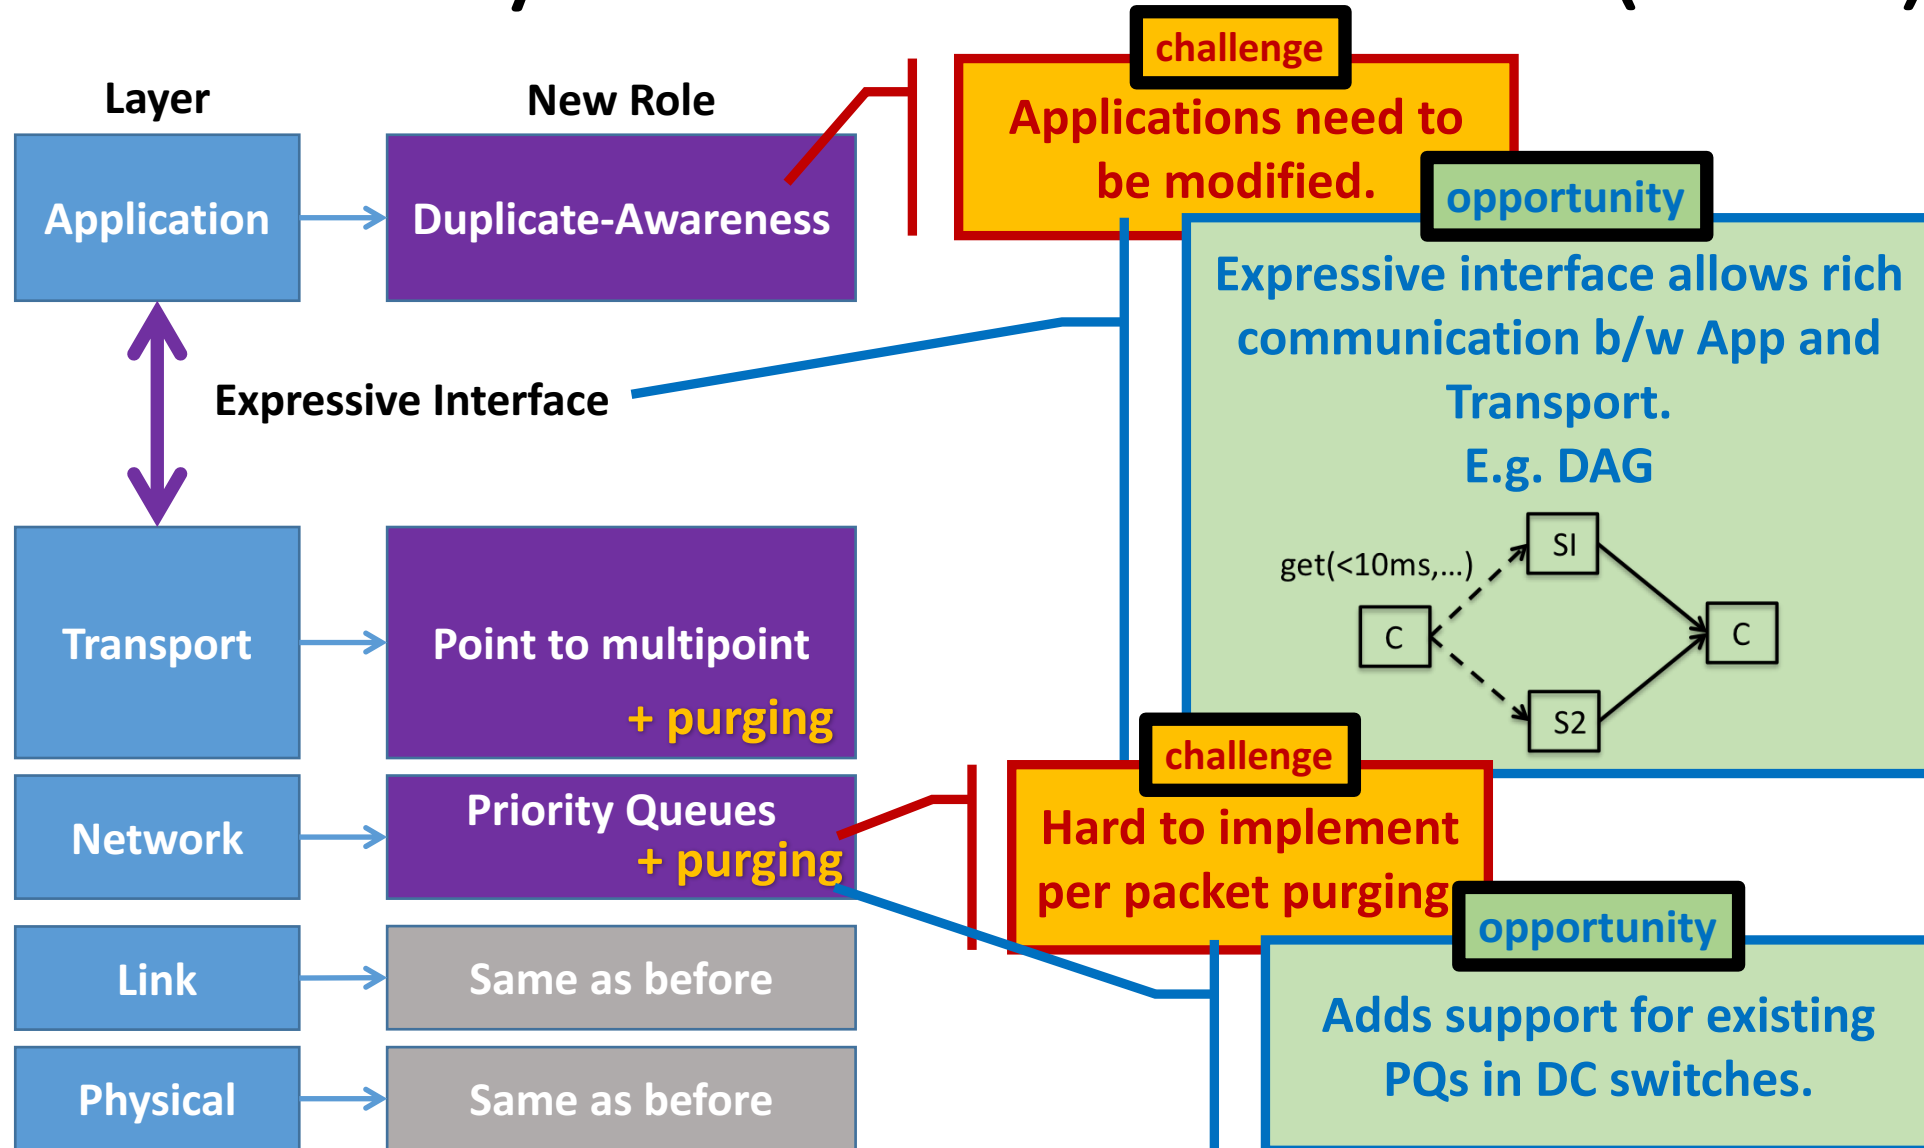 Layer
New Role
Application
Duplicate-Awareness
challenge
Applications need to
be modified.
opportunity
Expressive interface allows rich
communication b/w App and
Transport.
E.g. DAG
get(<10ms,...)
SI
C
C
S2
Expressive Interface
Transport
Point to multipoint
+ purging
Network
Priority Queues
+ purging
challenge
Hard to implement
per packet purging
opportunity
Adds support for existing
PQs in DC switches.
Link
Same as before
Physical
Same as before